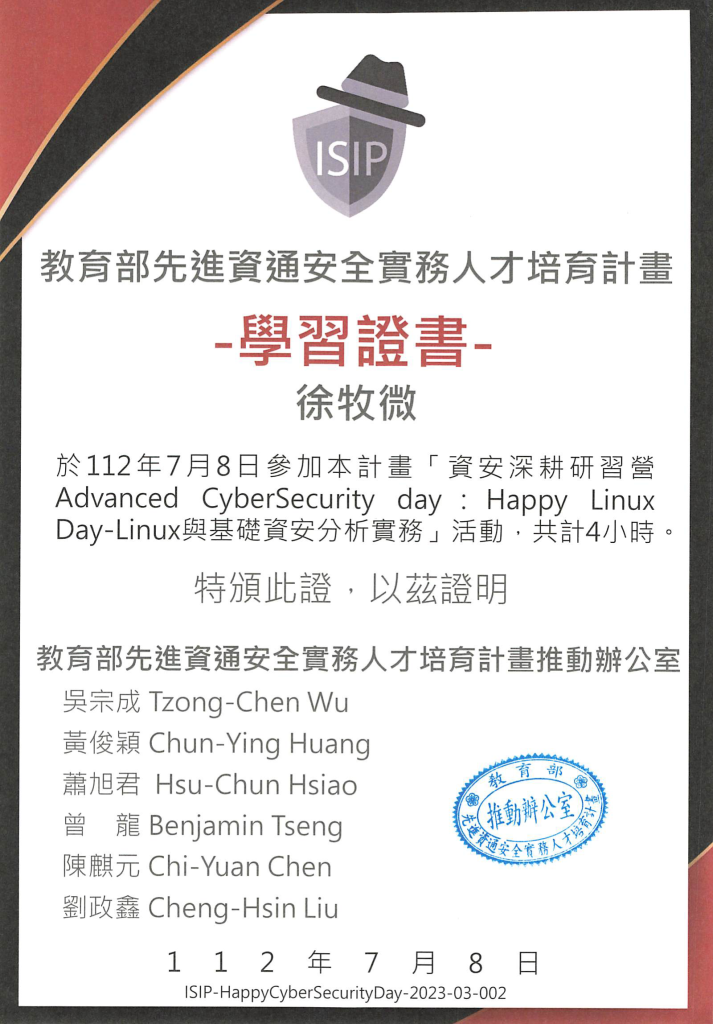 ISIP
教育部先進資通安全實務人才培育計畫
-學習證書-
徐牧微
於112年7月8日參加本計畫「資安深耕研習營
Advanced CyberSecurity day：Happy Linux
Day-Linux與基礎資安分析實務」活動，共計4小時。
特頒此證，以茲證明
教育部先進資通安全實務人才培育計畫推動辦公室
吳宗成 Tzong-Chen Wu
黃俊穎 Chun-Ying Huang
蕭旭君 Hsu-Chun Hsiao
曾　龍 Benjamin Tseng
陳麒元 Chi-Yuan Chen
劉政鑫 Cheng-Hsin Liu
教育部
推動辦公室
先進資通安全實務人才培育計畫
112年7月8日
ISIP-HappyCyberSecurityDay-2023-03-002